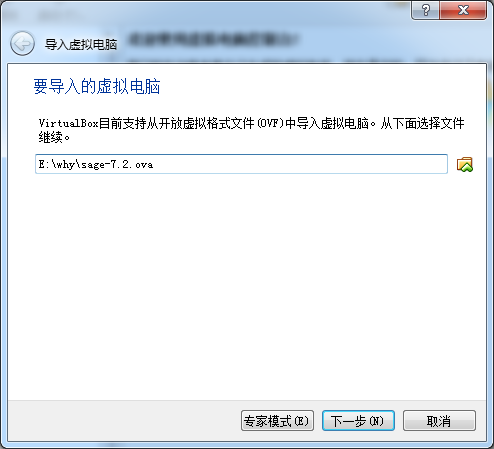 导入虚拟电脑
要导入的虚拟电脑
VirtualBox目前支持从开放虚拟格式文件(OVF)中导入虚拟电脑。从下面选择文件
继续。
E:\why\sage-7.2.ova
专家模式(E) 下一步(N) 取消